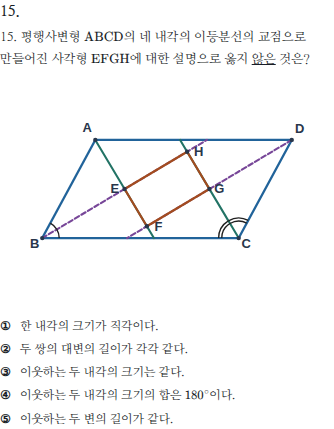 15.
15. 평행사변형 ABCD의 네 내각의 이등분선의 교점으로
만들어진 사각형 EFGH에 대한 설명으로 옳지 않은 것은?
A
D
H
E
G
F
B
C
① 한 내각의 크기가 직각이다.
② 두 쌍의 대변의 길이가 각각 같다.
③ 이웃하는 두 내각의 크기는 같다.
④ 이웃하는 두 내각의 크기의 합은 180°이다.
⑤ 이웃하는 두 변의 길이가 같다.